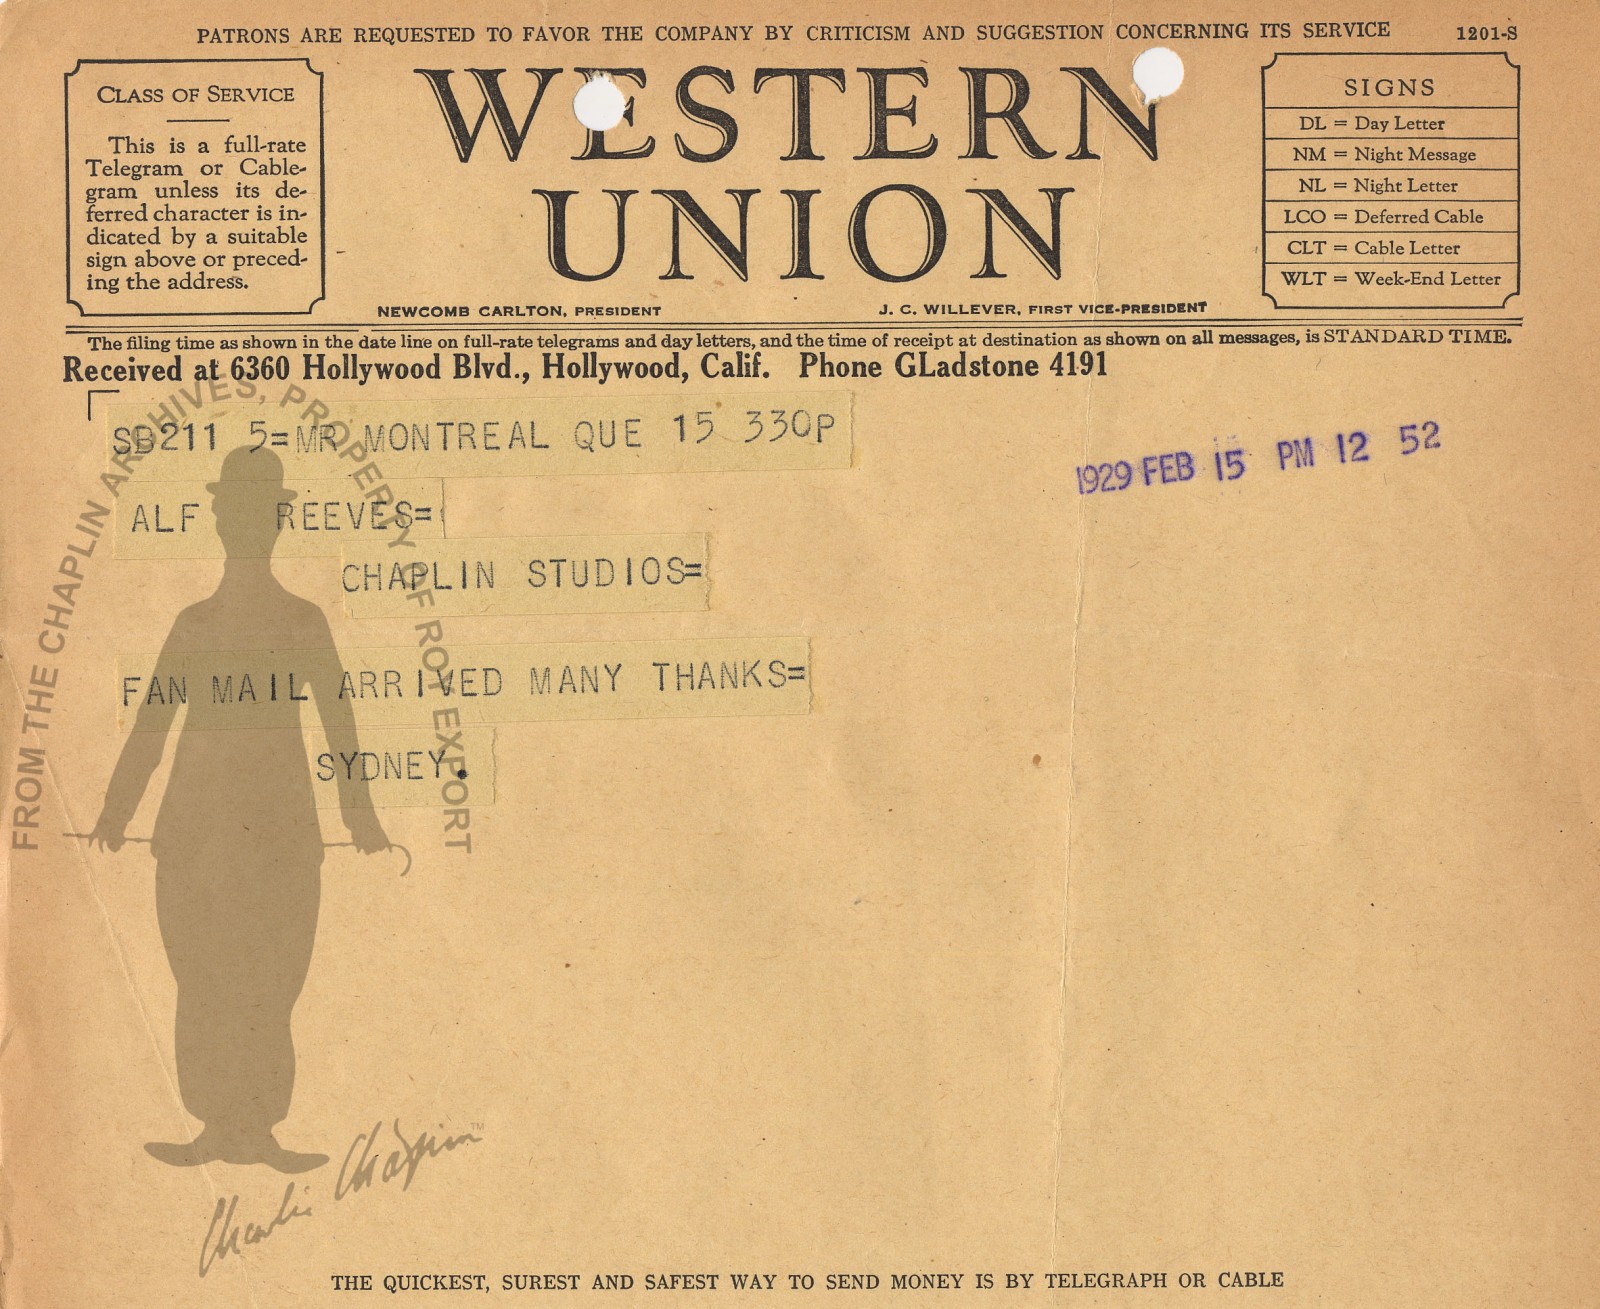 PATRONS ARE REQUESTED TO FAVOR THE COMPANY BY CRITICISM AND SUGGESTION CONCERNING ITS SERVICE
1201-S
CLASS OF SERVICE
This is a full-rate
Telegram or Cable-
gram unless its de-
ferred character is in-
dicated by a suitable
sign above or preced-
ing the address.
WESTERN
UNION
NEWCOMB CARLTON, PRESIDENT
J. C. WILLEVER, FIRST VICE-PRESIDENT
SIGNS
DL = Day Letter
NM = Night Message
NL = Night Letter
LCO = Deferred Cable
CLT = Cable Letter
WLT = Week-End Letter
The filing time as shown in the date line on full-rate telegrams and day letters, and the time of receipt at destination as shown on all messages, is STANDARD TIME.
Received at 6360 Hollywood Blvd., Hollywood, Calif. Phone GLadstone 4191
SB211 5=MR MONTREAL QUE 15 330P
1929 FEB 15 PM 12 52
ALF REEVES=
CHAPLIN STUDIOS=
FAN MAIL ARRIVED MANY THANKS=
SYDNEY.
FROM THE CHAPLIN ARCHIVES, PROPERTY OF ROY EXPORT
Charlie Chaplin™
THE QUICKEST, SUREST AND SAFEST WAY TO SEND MONEY IS BY TELEGRAPH OR CABLE